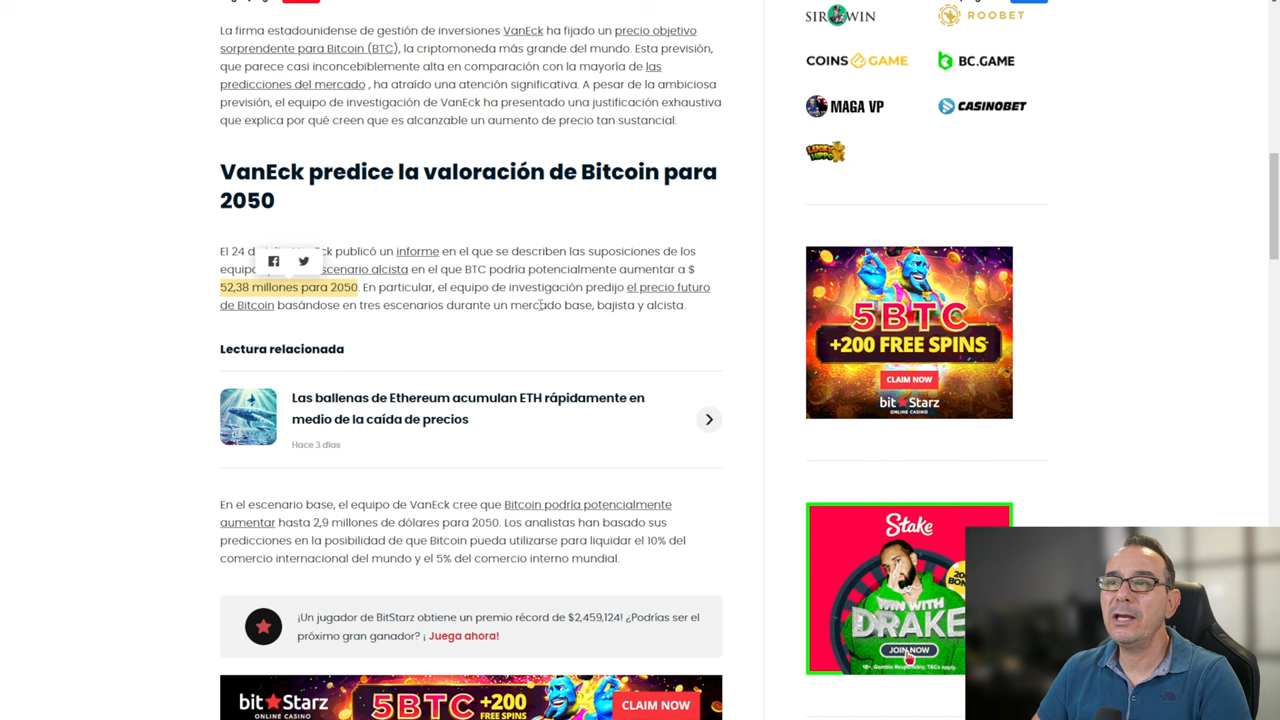 La firma estadounidense de gestión de inversiones VanEck ha fijado un precio objetivo
sorprendente para Bitcoin (BTC), la criptomoneda más grande del mundo. Esta previsión,
que parece casi inconcebiblemente alta en comparación con la mayoría de las
predicciones del mercado , ha atraído una atención significativa. A pesar de la ambiciosa
previsión, el equipo de investigación de VanEck ha presentado una justificación exhaustiva
que explica por qué creen que es alcanzable un aumento de precio tan sustancial.
VanEck predice la valoración de Bitcoin para
2050
El 24 publicó un informe en el que se describen las suposiciones de los
escenario alcista en el que BTC podría potencialmente aumentar a $
52,38 millones para 2050. En particular, el equipo de investigación predijo el precio futuro
de Bitcoin basándose en tres escenarios durante un mercado base, bajista y alcista.
Lectura relacionada
Las ballenas de Ethereum acumulan ETH rápidamente en
medio de la caída de precios
Hace 3 días
En el escenario base, el equipo de VanEck cree que Bitcoin podría potencialmente
aumentar hasta 2,9 millones de dólares para 2050. Los analistas han basado sus
predicciones en la posibilidad de que Bitcoin pueda utilizarse para liquidar el 10% del
comercio internacional del mundo y el 5% del comercio interno mundial.
¡Un jugador de BitStarz obtiene un premio récord de $2,459,124! ¿Podrías ser el
próximo gran ganador? ¡ Juega ahora!
bitStarz
ONLINE CASINO
5BTC
+200
FREE SPINS
CLAIM NOW
SIR WIN
ROOBET
COINS GAME
BC.GAME
MAGA VP
CASINOBET
LUCKY
HIPPO
5BTC
+200 FREE SPINS
CLAIM NOW
bitStarz
ONLINE CASINO
Stake
WIN WITH
DRAKE
JOIN NOW
18+, Gamble Responsibly, T&Cs apply.